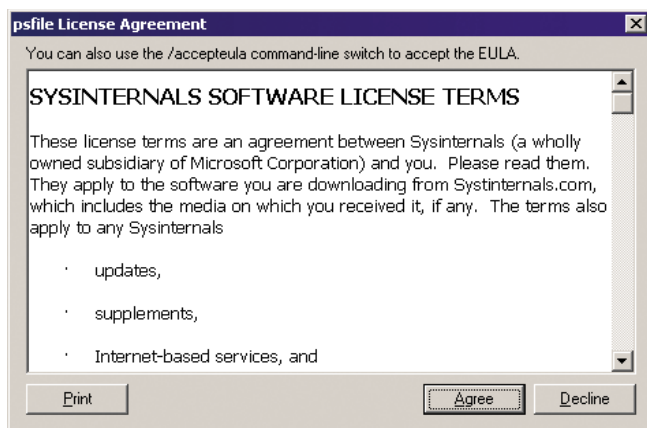 psfile License Agreement
You can also use the /accepteula command-line switch to accept the EULA.
SYSINTERNALS SOFTWARE LICENSE TERMS
These license terms are an agreement between Sysinternals (a wholly
owned subsidiary of Microsoft Corporation) and you. Please read them.
They apply to the software you are downloading from Systinternals.com,
which includes the media on which you received it, if any. The terms also
apply to any Sysinternals
· updates,
· supplements,
· Internet-based services, and
Print Agree Decline